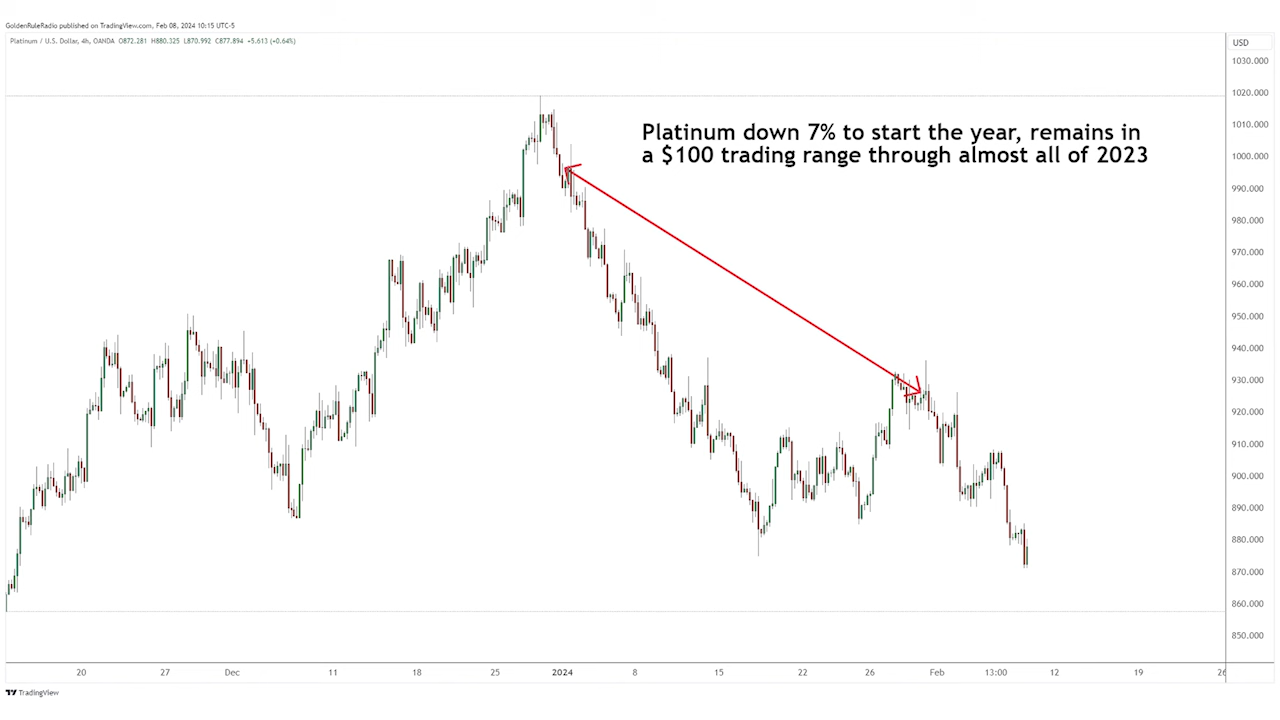 GoldenRuleRadio published on TradingView.com, Feb 08, 2024 10:15 UTC-5
Platinum / U.S. Dollar, 4h, OANDA O872.281 H880.325 L870.992 C877.894 +5.613 (+0.64%)
USD
Platinum down 7% to start the year, remains in
a $100 trading range through almost all of 2023
1030.000
1020.000
1010.000
1000.000
990.000
980.000
970.000
960.000
950.000
940.000
930.000
920.000
910.000
900.000
890.000
880.000
870.000
860.000
850.000
20 27 Dec 11 18 25 2024 8 15 22 26 Feb 13:00 12 19 26
TradingView